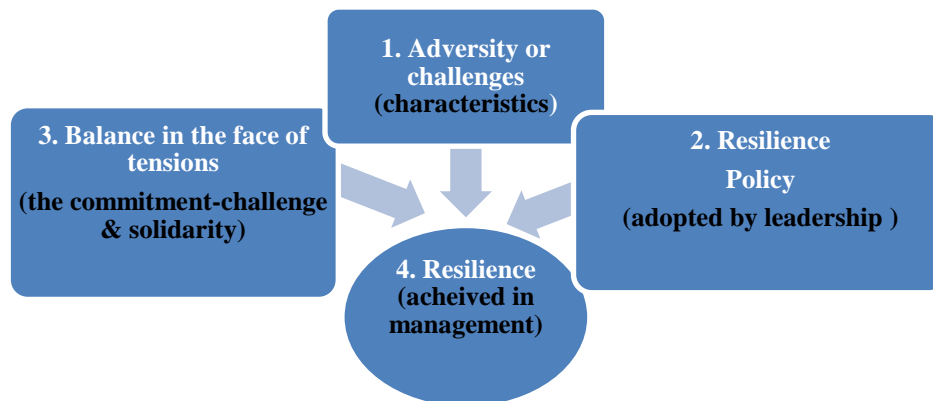 1. Adversity or
challenges
(characteristics)
3. Balance in the face of
tensions
(the commitment-challenge
& solidarity)
2. Resilience
Policy
(adopted by leadership )
4. Resilience
(acheived in
management)